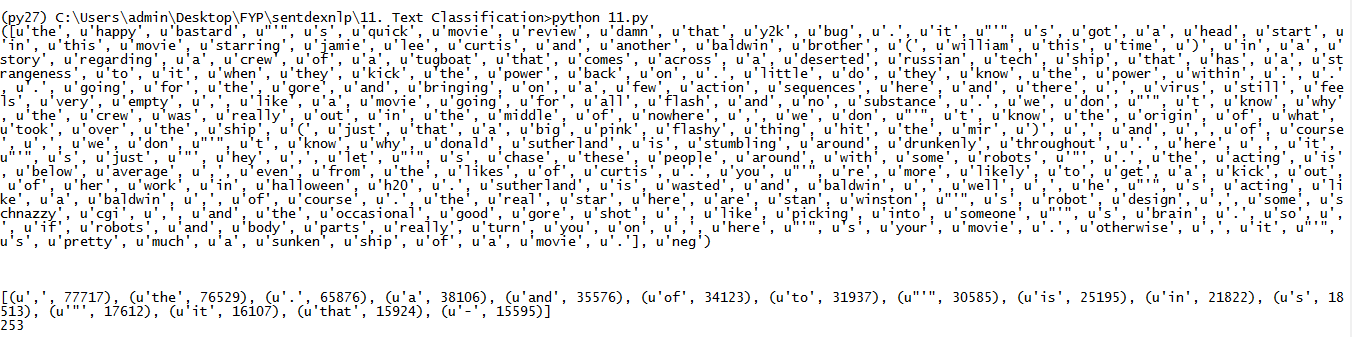 (py27) C:\Users\admin\Desktop\FYP\sentdexnlp\11. Text Classification>python 11.py
([u'the', u'happy', u'bastard', u"'", u's', u'quick', u'movie', u'review', u'damn', u'that', u'y2k', u'bug', u'.', u'it', u"'", u's', u'got', u'a', u'head', u'start', u
'in', u'this', u'movie', u'starring', u'jamie', u'lee', u'curtis', u'and', u'another', u'baldwin', u'brother', u'(', u'william', u'this', u'time', u')', u'in', u'a', u'
story', u'regarding', u'a', u'crew', u'of', u'a', u'tugboat', u'that', u'comes', u'across', u'a', u'deserted', u'russian', u'tech', u'ship', u'that', u'has', u'a', u'st
rangeness', u'to', u'it', u'when', u'they', u'kick', u'the', u'power', u'back', u'on', u'.', u'little', u'do', u'they', u'know', u'the', u'power', u'within', u'.', u'.'
, u'.', u'going', u'for', u'the', u'gore', u'and', u'bringing', u'on', u'a', u'few', u'action', u'sequences', u'here', u'and', u'there', u',', u'virus', u'still', u'fee
ls', u'very', u'empty', u',', u'like', u'a', u'movie', u'going', u'for', u'all', u'flash', u'and', u'no', u'substance', u'.', u'we', u'don', u"'", u't', u'know', u'why'
, u'the', u'crew', u'was', u'really', u'out', u'in', u'the', u'middle', u'of', u'nowhere', u',', u'we', u'don', u"'", u't', u'know', u'the', u'origin', u'of', u'what',
u'took', u'over', u'the', u'ship', u'(', u'just', u'that', u'a', u'big', u'pink', u'flashy', u'thing', u'hit', u'the', u'mir', u')', u',', u'and', u',', u'of', u'course
', u',', u'we', u'don', u"'", u't', u'know', u'why', u'donald', u'sutherland', u'is', u'stumbling', u'around', u'drunkenly', u'throughout', u'.', u'here', u',', u'it',
u"'", u's', u'just', u'"', u'hey', u',', u'let', u"'", u's', u'chase', u'these', u'people', u'around', u'with', u'some', u'robots', u'"', u'.', u'the', u'acting', u'is'
, u'below', u'average', u',', u'even', u'from', u'the', u'likes', u'of', u'curtis', u'.', u'you', u"'", u're', u'more', u'likely', u'to', u'get', u'a', u'kick', u'out',
u'of', u'her', u'work', u'in', u'halloween', u'h20', u'.', u'sutherland', u'is', u'wasted', u'and', u'baldwin', u',', u'well', u',', u'he', u"'", u's', u'acting', u'li
ke', u'a', u'baldwin', u',', u'of', u'course', u'.', u'the', u'real', u'star', u'here', u'are', u'stan', u'winston', u"'", u's', u'robot', u'design', u',', u'some', u's
chnazzy', u'cgi', u',', u'and', u'the', u'occasional', u'good', u'gore', u'shot', u',', u'like', u'picking', u'into', u'someone', u"'", u's', u'brain', u'.', u'so', u',
', u'if', u'robots', u'and', u'body', u'parts', u'really', u'turn', u'you', u'on', u',', u'here', u"'", u's', u'your', u'movie', u'.', u'otherwise', u',', u'it', u"'",
u's', u'pretty', u'much', u'a', u'sunken', u'ship', u'of', u'a', u'movie', u'.'], u'neg')
[(u',', 77717), (u'the', 76529), (u'.', 65876), (u'a', 38106), (u'and', 35576), (u'of', 34123), (u'to', 31937), (u"'", 30585), (u'is', 25195), (u'in', 21822), (u's', 18
513), (u'"', 17612), (u'it', 16107), (u'that', 15924), (u'-', 15595)]
253